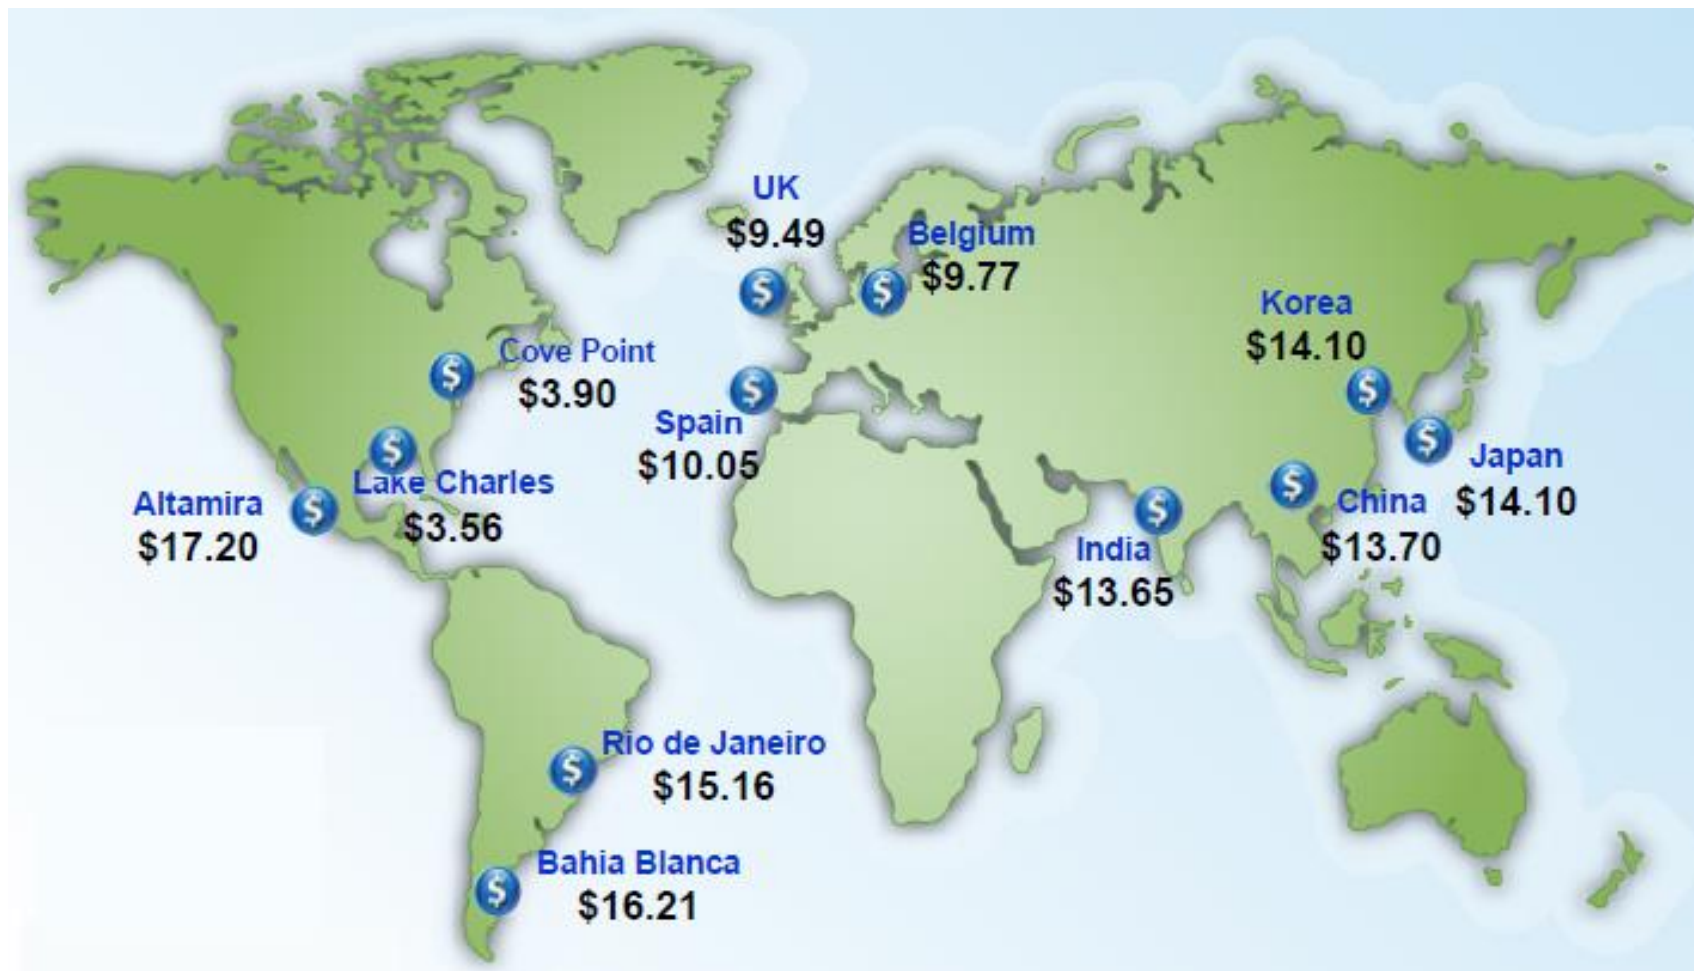 UK
$9.49
Belgium
$9.77
Korea
$14.10
Cove Point
$3.90
Spain
$10.05
Japan
$14.10
Lake Charles
$3.56
Altamira
$17.20
China
$13.70
India
$13.65
Rio de Janeiro
$15.16
Bahia Blanca
$16.21
$
$
$
$
$
$
$
$
$
$
$
$